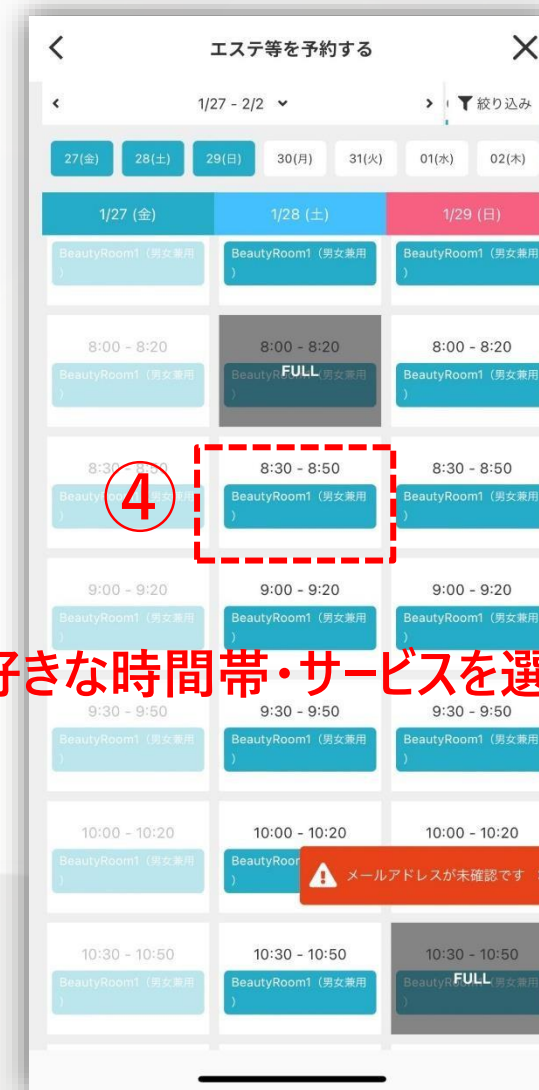 エステ等を予約する
1/27 - 2/2
絞り込み
27(金) 28(土) 29(日) 30(月) 31(火) 01(水) 02(木)
1/27 (金) 1/28 (土) 1/29 (日)
BeautyRoom1（男女兼用
） BeautyRoom1（男女兼用
） BeautyRoom1（男女兼用
）
8:00 - 8:20 8:00 - 8:20 8:00 - 8:20
BeautyRoom1（男女兼用
） FULL BeautyRoom1（男女兼用
）
8:30 - 8:50 8:30 - 8:50 8:30 - 8:50
④ BeautyRoom1（男女兼用
） BeautyRoom1（男女兼用
）
9:00 - 9:20 9:00 - 9:20 9:00 - 9:20
BeautyRoom1（男女兼用
） BeautyRoom1（男女兼用
） BeautyRoom1（男女兼用
）
好きな時間帯・サービスを選
9:30 - 9:50 9:30 - 9:50 9:30 - 9:50
BeautyRoom1（男女兼用
） BeautyRoom1（男女兼用
） BeautyRoom1（男女兼用
）
10:00 - 10:20 10:00 - 10:20 10:00 - 10:20
BeautyRoom1（男女兼用
） BeautyRoom
）
メールアドレスが未確認です
10:30 - 10:50 10:30 - 10:50 10:30 - 10:50
BeautyRoom1（男女兼用
） BeautyRoom1（男女兼用
） FULL